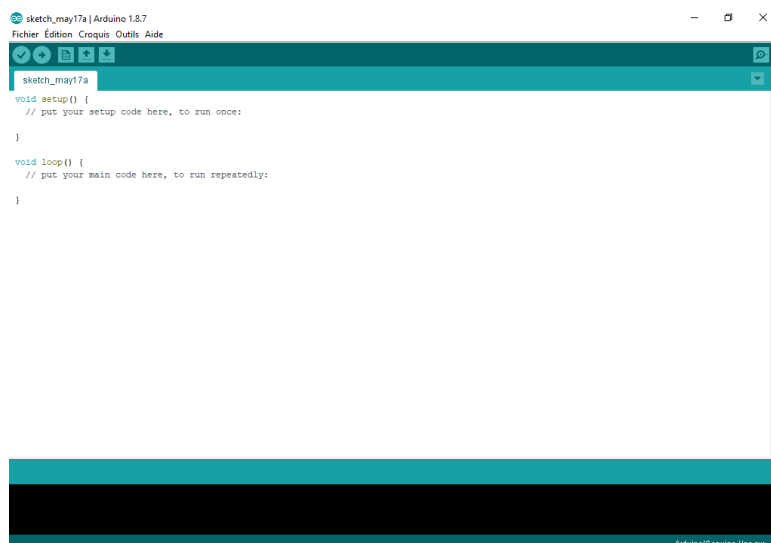 sketch_may17a | Arduino 1.8.7
Fichier Édition Croquis Outils Aide
sketch_may17a
void setup() {
  // put your setup code here, to run once:
}
void loop() {
  // put your main code here, to run repeatedly:
}